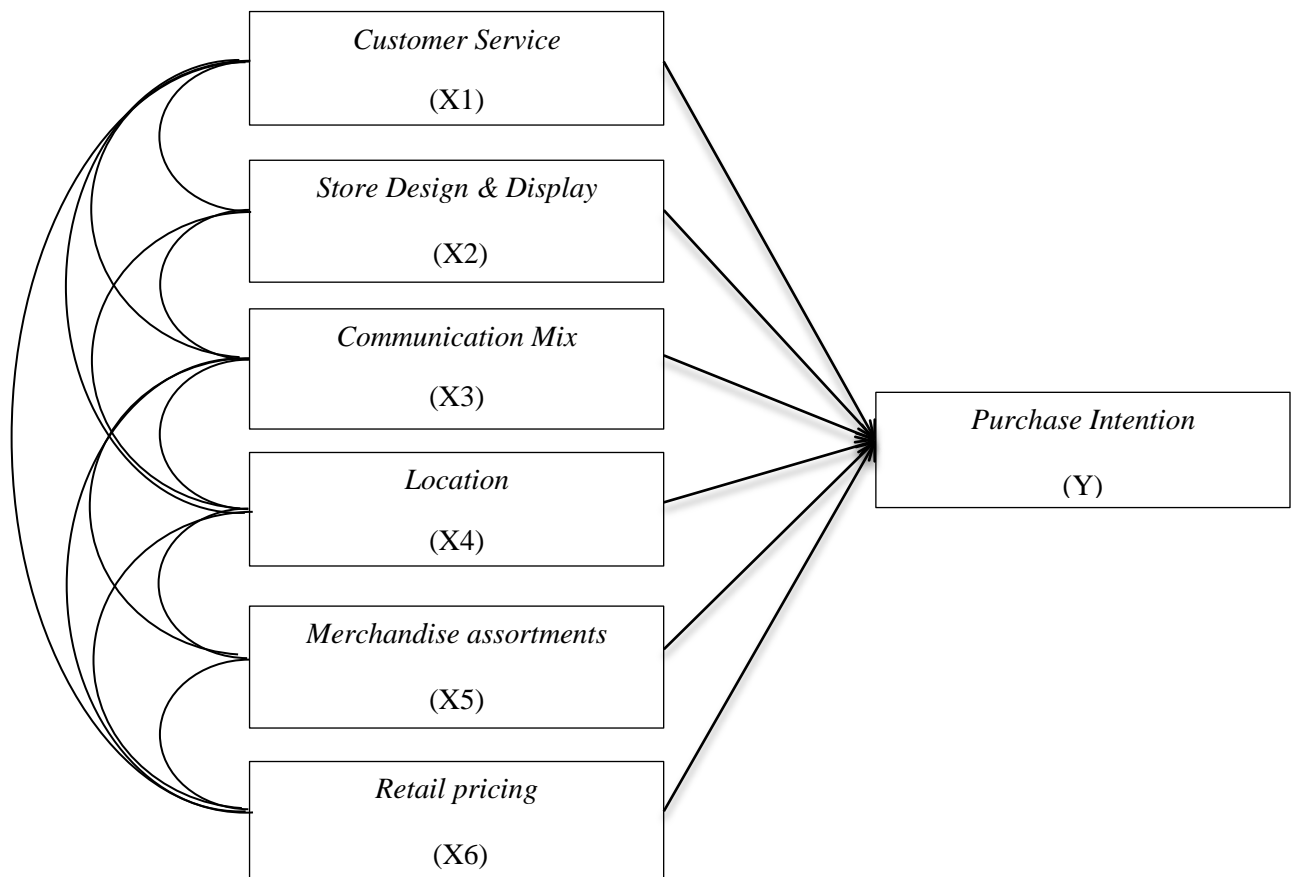 Customer Service
(X1)
Store Design & Display
(X2)
Communication Mix
(X3)
Location
(X4)
Merchandise assortments
(X5)
Retail pricing
(X6)
Purchase Intention
(Y)